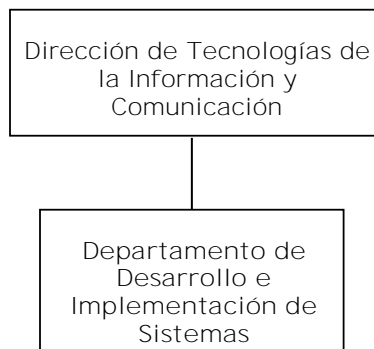 Dirección de Tecnologías de
la Información y
Comunicación
Departamento de
Desarrollo e
Implementación de
Sistemas